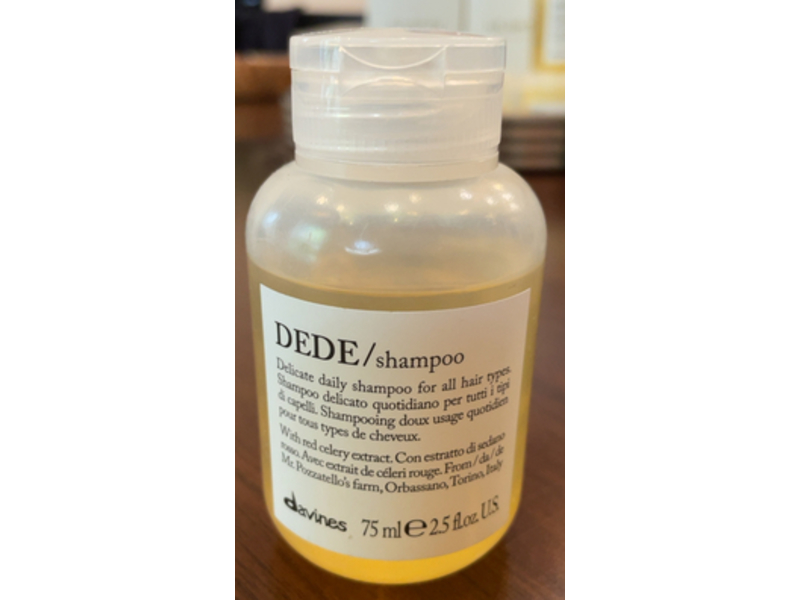 DEDE/shampoo
Delicate daily shampoo for all hair types.
Shampoo delicato quotidiano per tutti i tipi
di capelli. Shampooing doux usage quotidien
pour tous types de cheveux.
With red celery extract. Con estratto di sedano
rosso. Avec extrait de céleri rouge. From/da/de
Mr. Pozzatello's farm, Orbassano, Torino, Italy
davines 75 ml e 2.5 fl.oz. U.S.